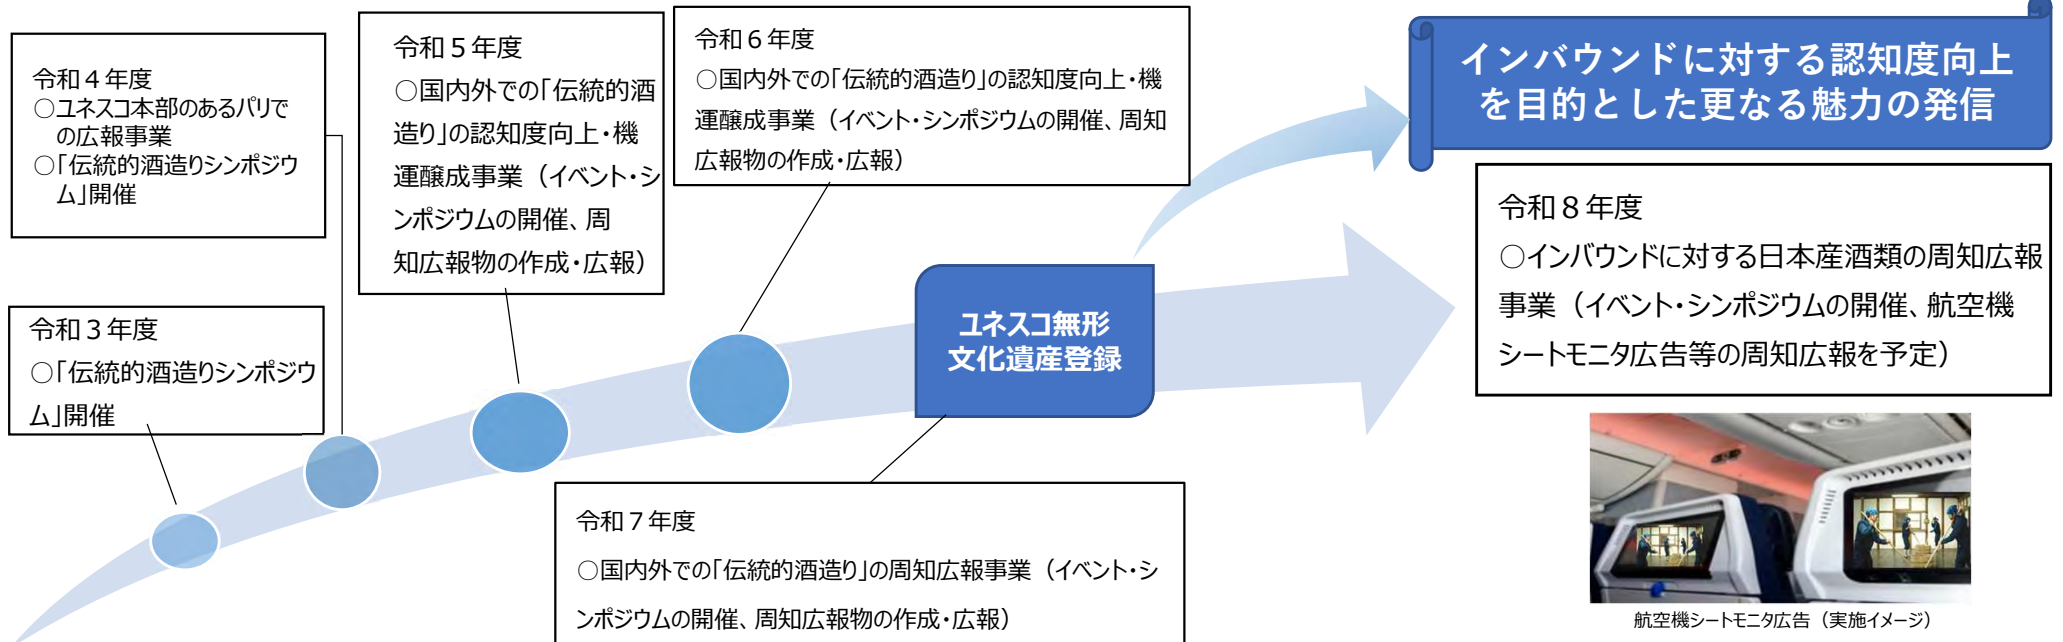 令和３年度
○「伝統的酒造りシンポジウ
ム」開催
令和４年度
○ユネスコ本部のあるパリで
の広報事業
○「伝統的酒造りシンポジウ
ム」開催
令和５年度
○国内外での「伝統的酒
造り」の認知度向上・機
運醸成事業（イベント・シ
ンポジウムの開催、周
知広報物の作成・広報）
令和６年度
○国内外での「伝統的酒造り」の認知度向上・機
運醸成事業（イベント・シンポジウムの開催、周知
広報物の作成・広報）
ユネスコ無形
文化遺産登録
令和７年度
○国内外での「伝統的酒造り」の周知広報事業（イベント・シ
ンポジウムの開催、周知広報物の作成・広報）
インバウンドに対する認知度向上
を目的とした更なる魅力の発信
令和８年度
○インバウンドに対する日本産酒類の周知広報
事業（イベント・シンポジウムの開催、航空機
シートモニタ広告等の周知広報を予定）
航空機シートモニタ広告（実施イメージ）